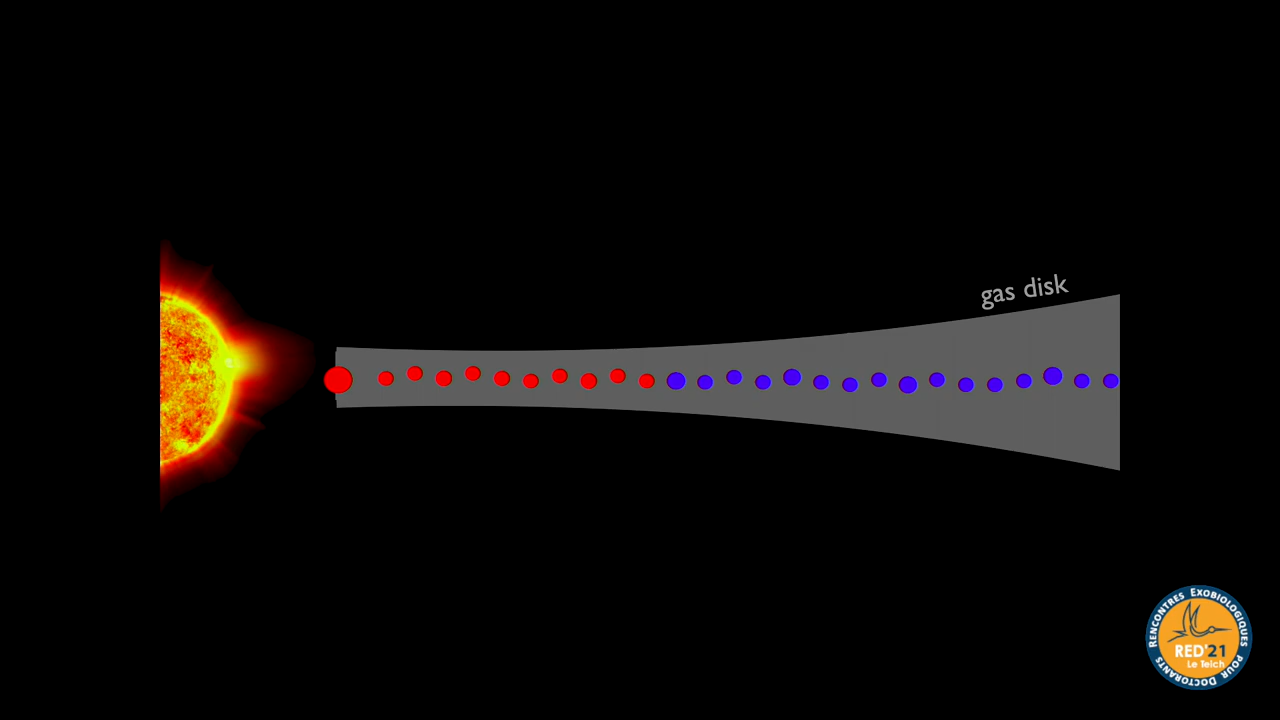 gas disk
RENCONTRES EXOBIOLOGIQUES
POUR DOCTORANTS
RED'21
Le Teich